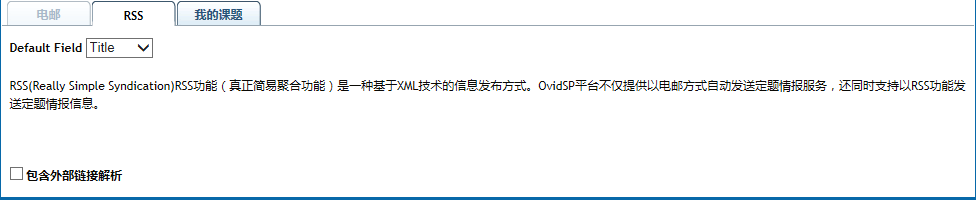 电邮 RSS 我的课题
Default Field Title
RSS(Really Simple Syndication)RSS功能（真正简易聚合功能）是一种基于XML技术的信息发布方式。OvidSP平台不仅提供以电邮方式自动发送定题情报服务，还同时支持以RSS功能发
送定题情报信息。
包含外部链接解析